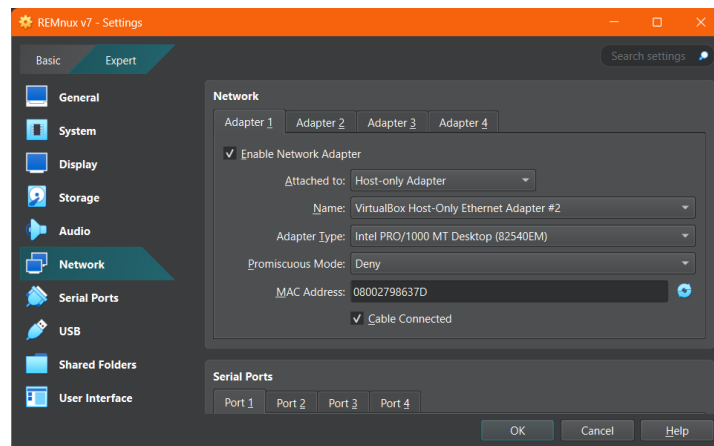 REMnux v7 - Settings
Basic Expert Search settings
General
System
Display
Storage
Audio
Network
Serial Ports
USB
Shared Folders
User Interface
Network
Adapter 1 Adapter 2 Adapter 3 Adapter 4
Enable Network Adapter
Attached to: Host-only Adapter
Name: VirtualBox Host-Only Ethernet Adapter #2
Adapter Type: Intel PRO/1000 MT Desktop (82540EM)
Promiscuous Mode: Deny
MAC Address: 08002798637D
Cable Connected
Serial Ports
Port 1 Port 2 Port 3 Port 4
OK Cancel Help